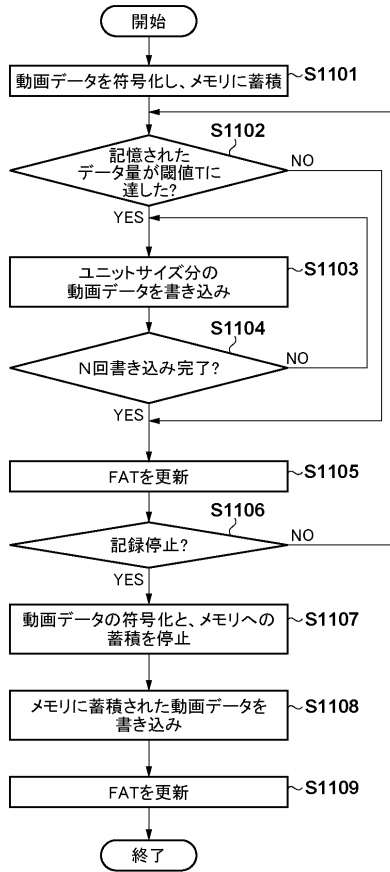 開始
動画データを符号化し、メモリに蓄積
S1101
S1102
記憶された
データ量が閾値Tに
達した?
NO
YES
ユニットサイズ分の
動画データを書き込み
S1103
S1104
N回書き込み完了?
NO
YES
FATを更新
S1105
S1106
記録停止?
NO
YES
動画データの符号化と、メモリへの
蓄積を停止
S1107
メモリに蓄積された動画データを
書き込み
S1108
FATを更新
S1109
終了